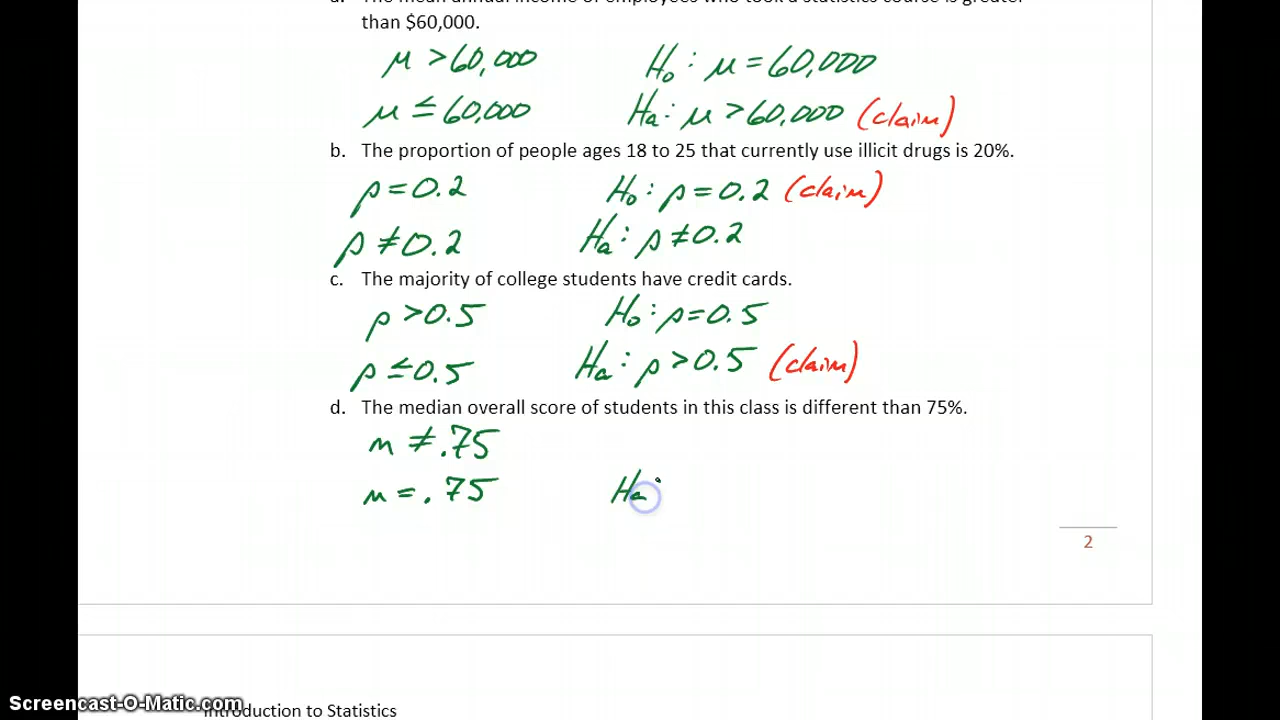 than $60,000.
μ > 60,000 H₀ : μ = 60,000
μ ≤ 60,000 Hₐ : μ > 60,000 (claim)
b. The proportion of people ages 18 to 25 that currently use illicit drugs is 20%.
p = 0.2 H₀ : p = 0.2 (claim)
p ≠ 0.2 Hₐ : p ≠ 0.2
c. The majority of college students have credit cards.
p > 0.5 H₀ : p = 0.5
p ≤ 0.5 Hₐ : p > 0.5 (claim)
d. The median overall score of students in this class is different than 75%.
m ≠ .75
m = .75 Hₐ
2
Screencast-O-Matic.com
Introduction to Statistics